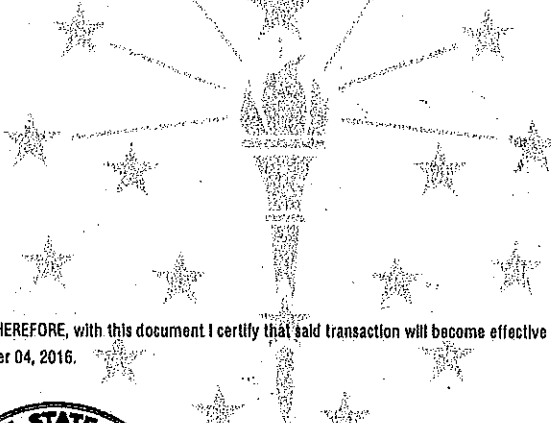 HEREFORE, with this document I certify that said transaction will become effective
er 04, 2016.
STATE